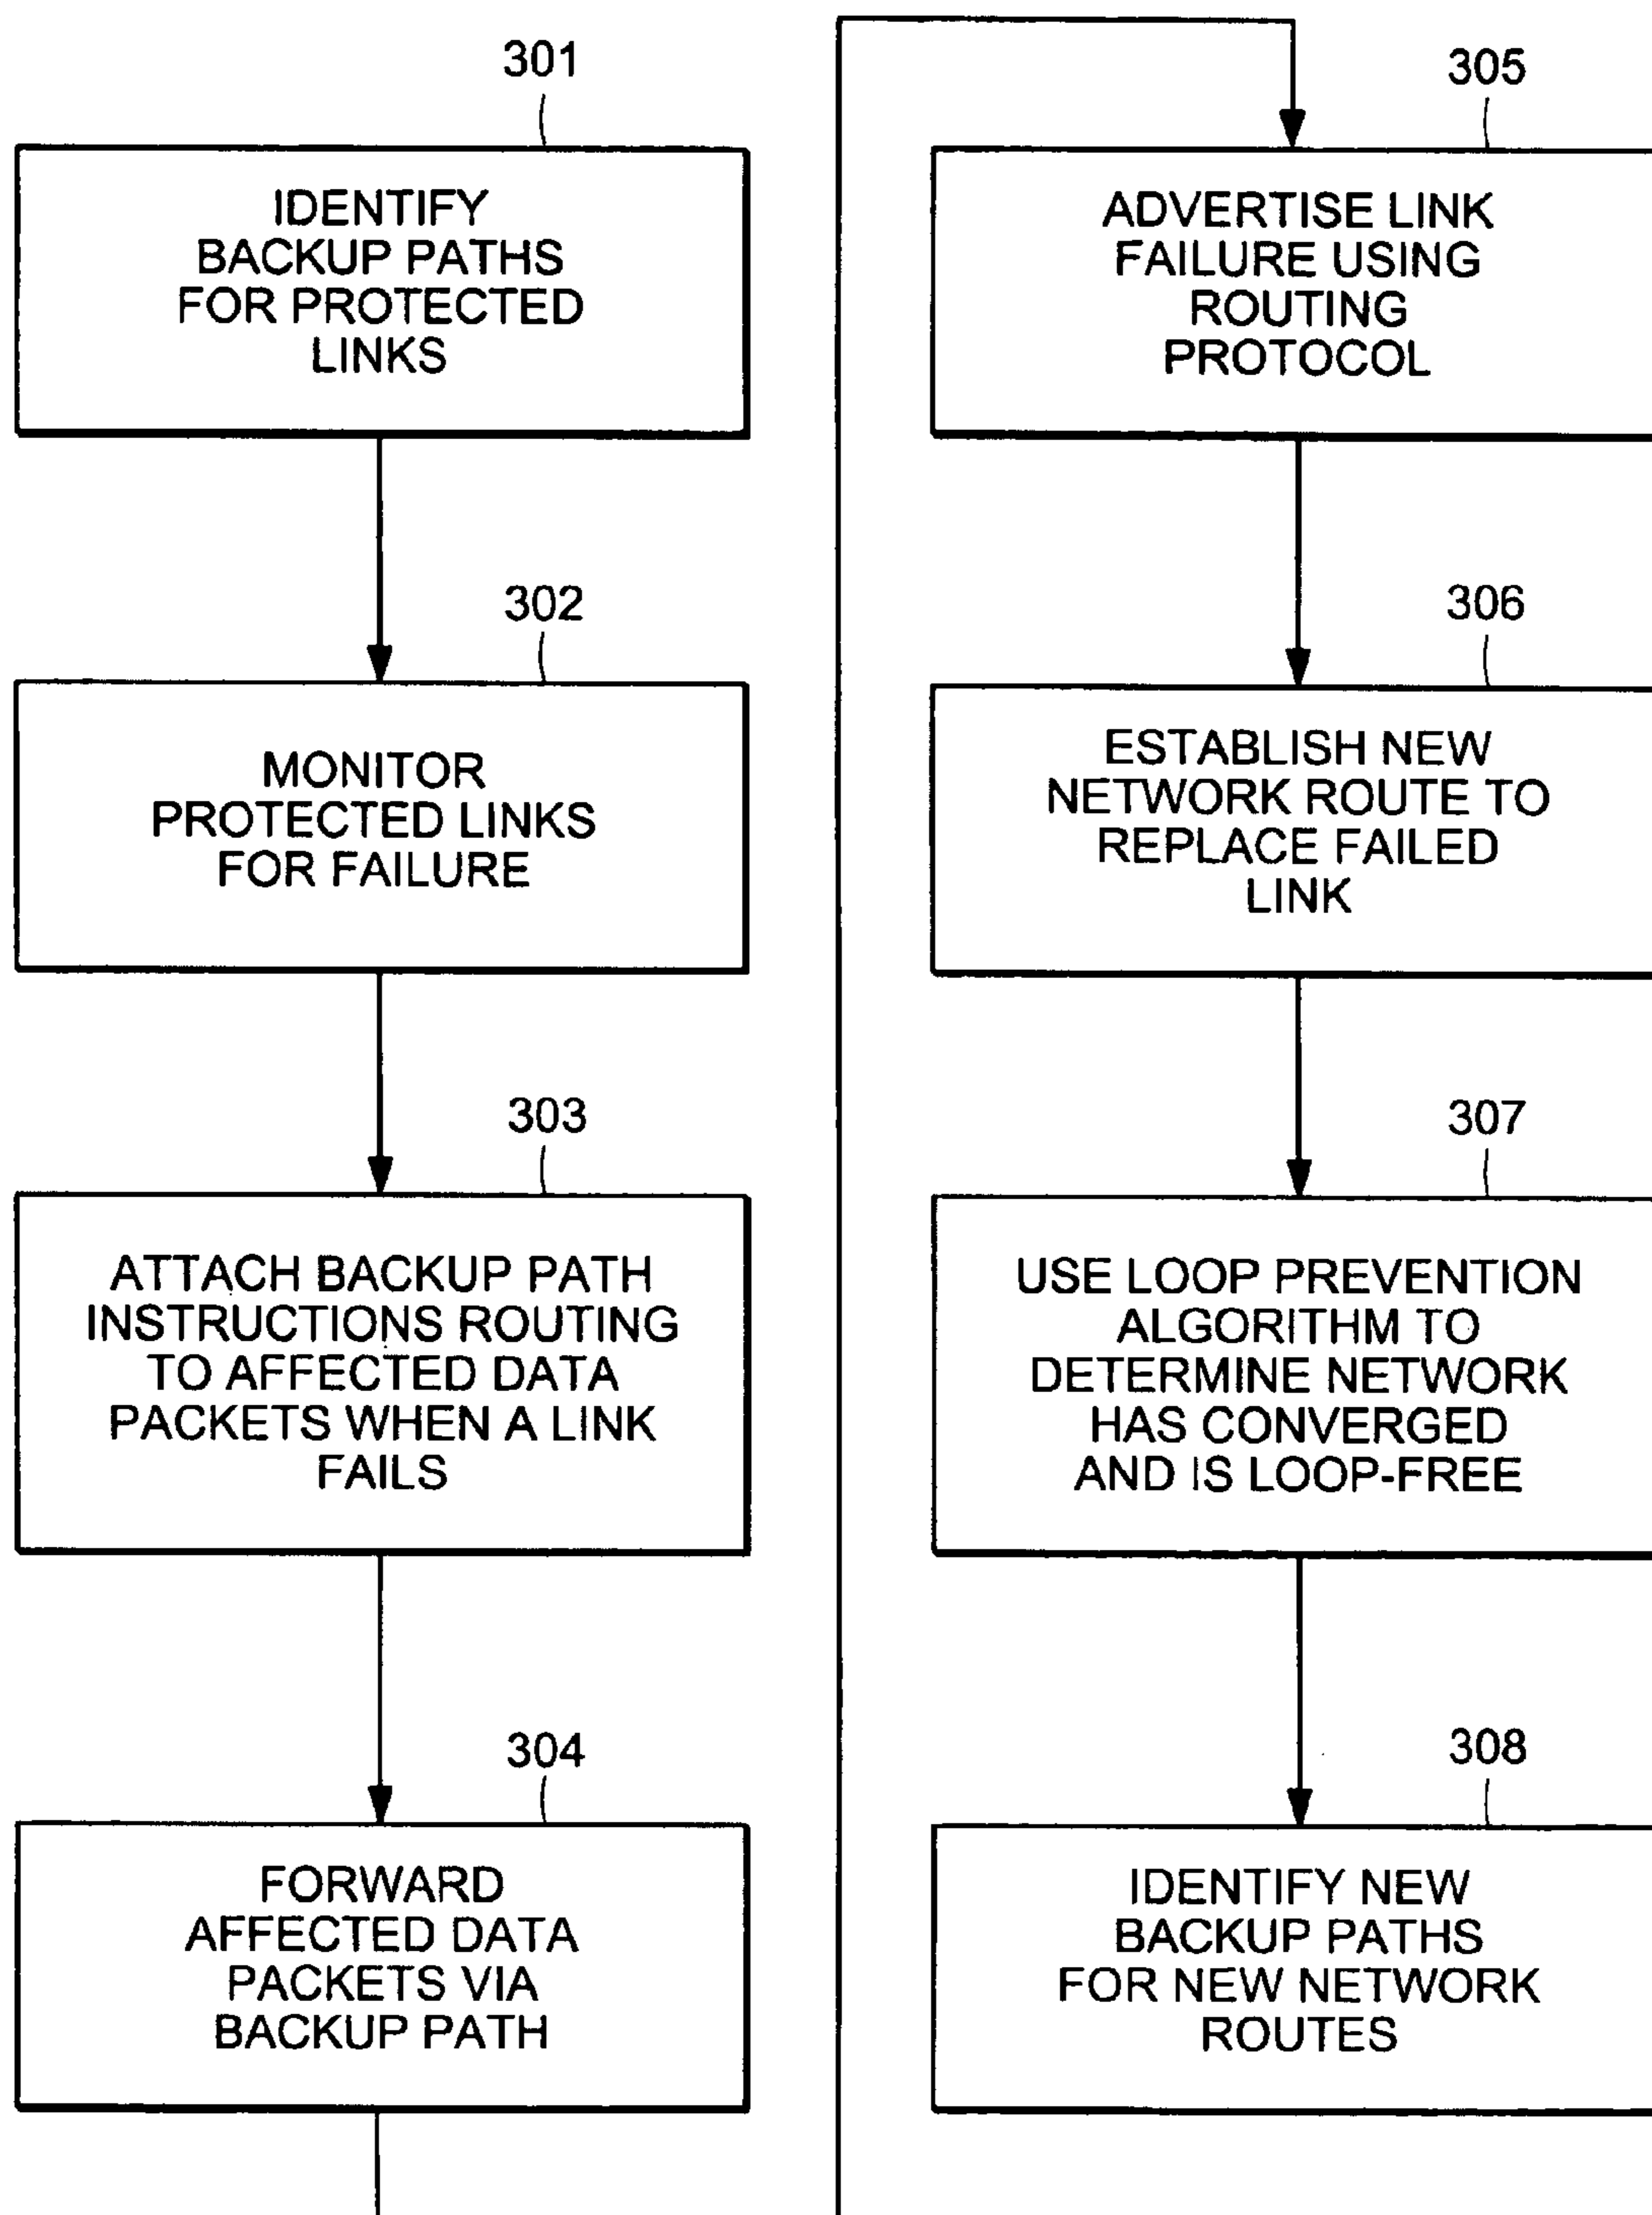 301
IDENTIFY
BACKUP PATHS
FOR PROTECTED
LINKS
302
MONITOR
PROTECTED LINKS
FOR FAILURE
303
ATTACH BACKUP PATH
INSTRUCTIONS ROUTING
TO AFFECTED DATA
PACKETS WHEN A LINK
FAILS
304
FORWARD
AFFECTED DATA
PACKETS VIA
BACKUP PATH
305
ADVERTISE LINK
FAILURE USING
ROUTING
PROTOCOL
306
ESTABLISH NEW
NETWORK ROUTE TO
REPLACE FAILED
LINK
307
USE LOOP PREVENTION
ALGORITHM TO
DETERMINE NETWORK
HAS CONVERGED
AND IS LOOP-FREE
308
IDENTIFY NEW
BACKUP PATHS
FOR NEW NETWORK
ROUTES